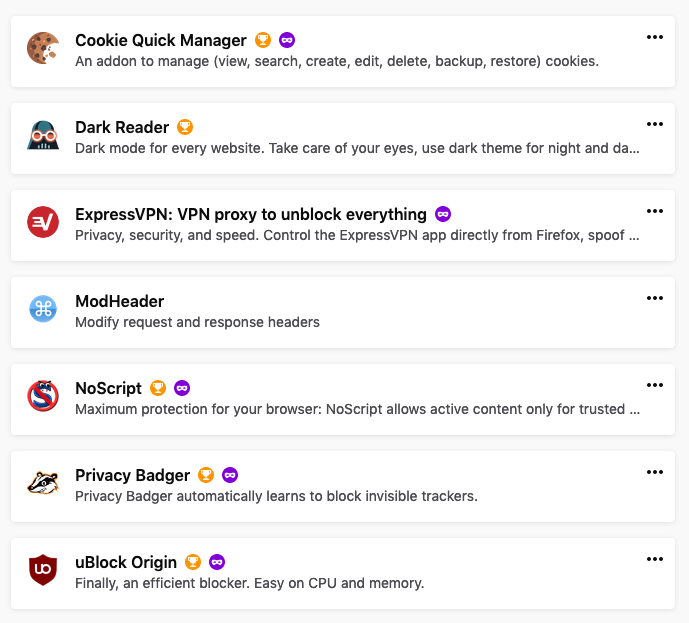 Cookie Quick Manager
An addon to manage (view, search, create, edit, delete, backup, restore) cookies.
Dark Reader
Dark mode for every website. Take care of your eyes, use dark theme for night and da...
ExpressVPN: VPN proxy to unblock everything
Privacy, security, and speed. Control the ExpressVPN app directly from Firefox, spoof ...
ModHeader
Modify request and response headers
NoScript
Maximum protection for your browser: NoScript allows active content only for trusted ...
Privacy Badger
Privacy Badger automatically learns to block invisible trackers.
uBlock Origin
Finally, an efficient blocker. Easy on CPU and memory.